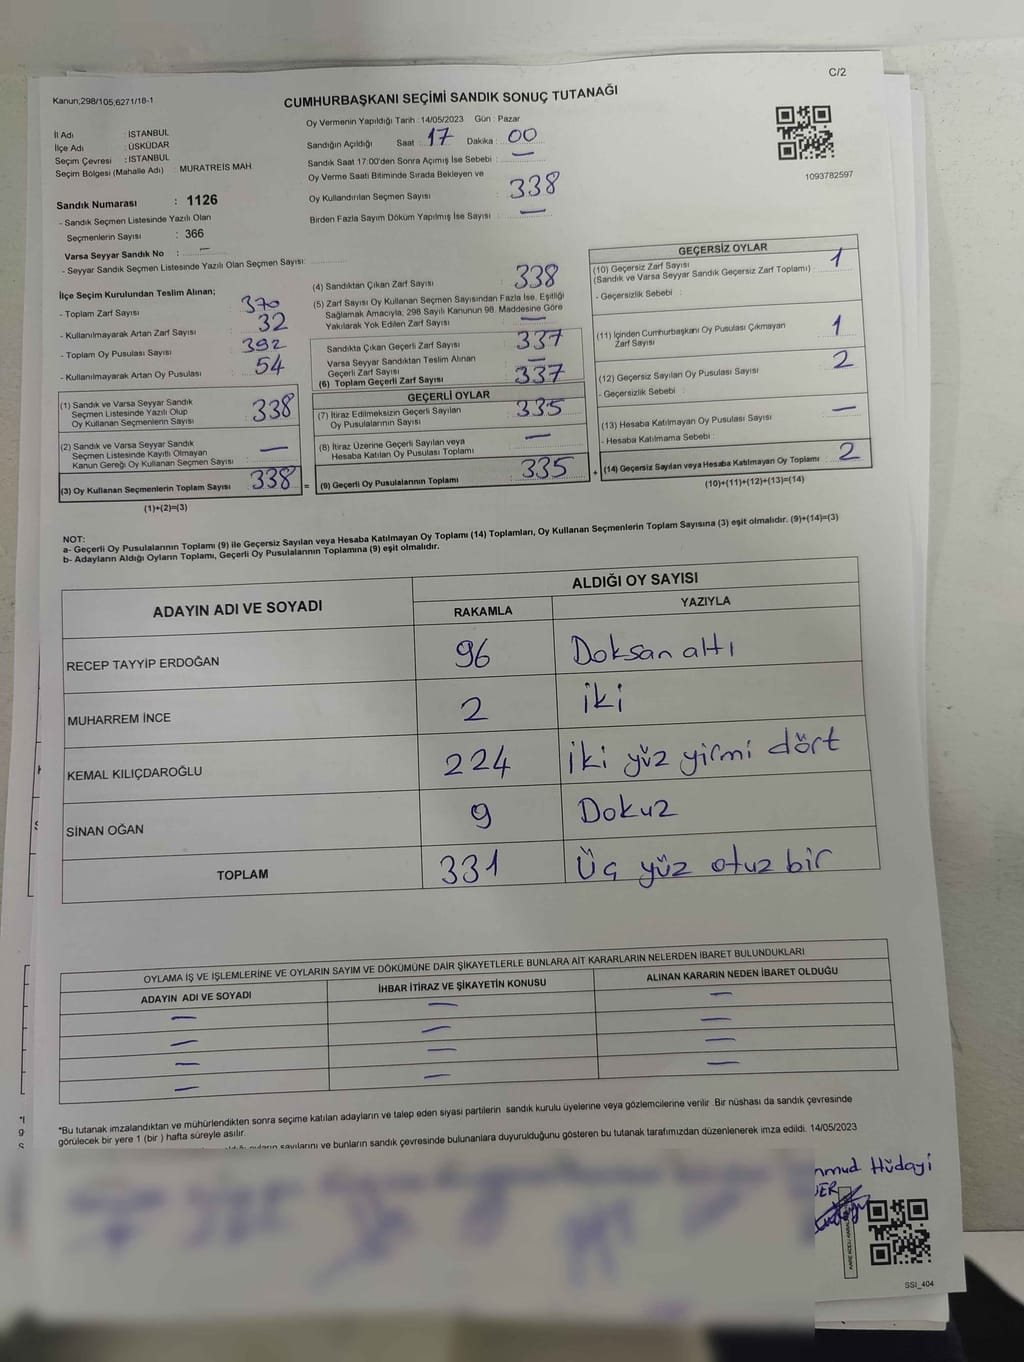 C/2
Kanun,298/105,6271/18-1
CUMHURBAŞKANI SEÇİMİ SANDIK SONUÇ TUTANAĞI
İl Adı : İSTANBUL
İlçe Adı : ÜSKÜDAR
Seçim Çevresi : İSTANBUL
Seçim Bölgesi (Mahalle Adı) : MURATREİS MAH.
Sandık Numarası : 1126
- Sandık Seçmen Listesinde Yazılı Olan
Seçmenlerin Sayısı : 366
Varsa Seyyar Sandık No : —
- Seyyar Sandık Seçmen Listesinde Yazılı Olan Seçmen Sayısı:
Oy Vermenin Yapıldığı Tarih : 14/05/2023 Gün : Pazar
Sandığın Açıldığı Saat : 17 Dakika : 00
Sandık Saat 17.00'den Sonra Açımış İse Sebebi : —
Oy Verme Saati Bitiminde Sırada Bekleyen ve
Oy Kullandırılan Seçmen Sayısı : 338
Birden Fazla Sayım Döküm Yapılmış İse Sayısı : —
1093782597
İlçe Seçim Kurulundan Teslim Alınan;
- Toplam Zarf Sayısı : 370
- Kullanılmayarak Artan Zarf Sayısı : 32
- Toplam Oy Pusulası Sayısı : 392
- Kullanılmayarak Artan Oy Pusulası : 54
(1) Sandık ve Varsa Seyyar Sandık
Seçmen Listesinde Yazılı Olup
Oy Kullanan Seçmenlerin Sayısı : 338
(2) Sandık ve Varsa Seyyar Sandık
Seçmen Listesinde Kayıtlı Olmayan
Kanun Gereği Oy Kullanan Seçmen Sayısı : —
(3) Oy Kullanan Seçmenlerin Toplam Sayısı : 338
(1)+(2)=(3)
=
(4) Sandıktan Çıkan Zarf Sayısı : 338
(5) Zarf Sayısı Oy Kullanan Seçmen Sayısından Fazla İse, Eşitliği
Sağlamak Amacıyla; 298 Sayılı Kanunun 98. Maddesine Göre
Yakılarak Yok Edilen Zarf Sayısı : —
Sandıkta Çıkan Geçerli Zarf Sayısı : 337
Varsa Seyyar Sandıktan Teslim Alınan
Geçerli Zarf Sayısı : —
(6) Toplam Geçerli Zarf Sayısı : 337
GEÇERLİ OYLAR
(7) İtiraz Edilmeksizin Geçerli Sayılan
Oy Pusulalarının Sayısı : 335
(8) İtiraz Üzerine Geçerli Sayılan veya
Hesaba Katılan Oy Pusulası Toplamı : —
(9) Geçerli Oy Pusulalarının Toplamı : 335
+
GEÇERSİZ OYLAR
(10) Geçersiz Zarf Sayısı
(Sandık ve Varsa Seyyar Sandık Geçersiz Zarf Toplamı) : 1
- Geçersizlik Sebebi :
(11) İçinden Cumhurbaşkanı Oy Pusulası Çıkmayan
Zarf Sayısı : 1
(12) Geçersiz Sayılan Oy Pusulası Sayısı : 2
- Geçersizlik Sebebi :
(13) Hesaba Katılmayan Oy Pusulası Sayısı : —
- Hesaba Katılmama Sebebi :
(14) Geçersiz Sayılan veya Hesaba Katılmayan Oy Toplamı : 2
(10)+(11)+(12)+(13)=(14)
NOT:
a- Geçerli Oy Pusulalarının Toplamı (9) ile Geçersiz Sayılan veya Hesaba Katılmayan Oy Toplamı (14) Toplamları, Oy Kullanan Seçmenlerin Toplam Sayısına (3) eşit olmalıdır. (9)+(14)=(3)
b- Adayların Aldığı Oyların Toplamı, Geçerli Oy Pusulalarının Toplamına (9) eşit olmalıdır.
ADAYIN ADI VE SOYADI
ALDIĞI OY SAYISI
RAKAMLA YAZIYLA
RECEP TAYYİP ERDOĞAN 96 Doksan altı
MUHARREM İNCE 2 iki
KEMAL KILIÇDAROĞLU 224 iki yüz yirmi dört
SİNAN OĞAN 9 Dokuz
TOPLAM 331 Üç yüz otuz bir
OYLAMA İŞ VE İŞLEMLERİNE VE OYLARIN SAYIM VE DÖKÜMÜNE DAİR ŞİKAYETLERLE BUNLARA AİT KARARLARIN NELERDEN İBARET BULUNDUKLARI
ADAYIN ADI VE SOYADI İHBAR İTİRAZ VE ŞİKAYETİN KONUSU ALINAN KARARIN NEDEN İBARET OLDUĞU
— — —
— — —
— — —
— — —
*Bu tutanak imzalandıktan ve mühürlendikten sonra seçime katılan adayların ve talep eden siyasi partilerin sandık kurulu üyelerine veya gözlemcilerine verilir .Bir nüshası da sandık çevresinde
görülecek bir yere 1 (bir ) hafta süreyle asılır.
sayılarını ve bunların sandık çevresinde bulunanlara duyurulduğunu gösteren bu tutanak tarafımızdan düzenlenerek imza edildi. 14/05/2023
Hüdayi
SSI_404